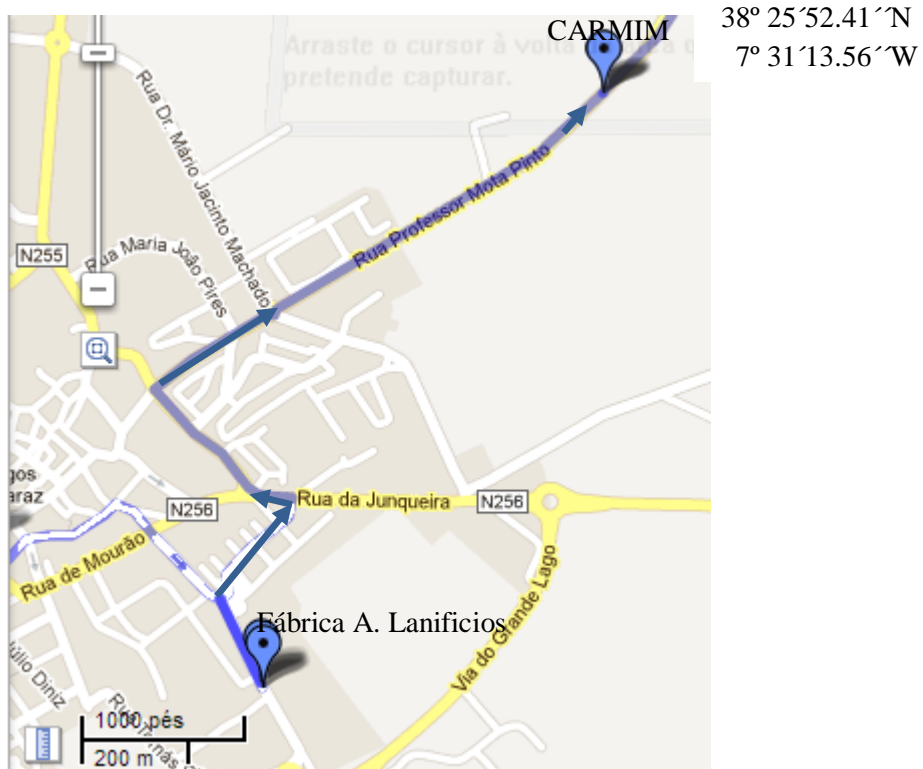 CARMIM
38º 25´52.41´´N
7º 31´13.56´´W
Arraste o cursor à volta
pretende capturar.
Rua Dr. Mário Jacinto Machado
Rua Professor Mota Pinto
N255
Rua Maria João Pires
Rua da Junqueira
N256
N256
Rua de Mourão
Via do Grande Lago
Fábrica A. Lanificios
Júlio Diniz
1000 pés
200 m